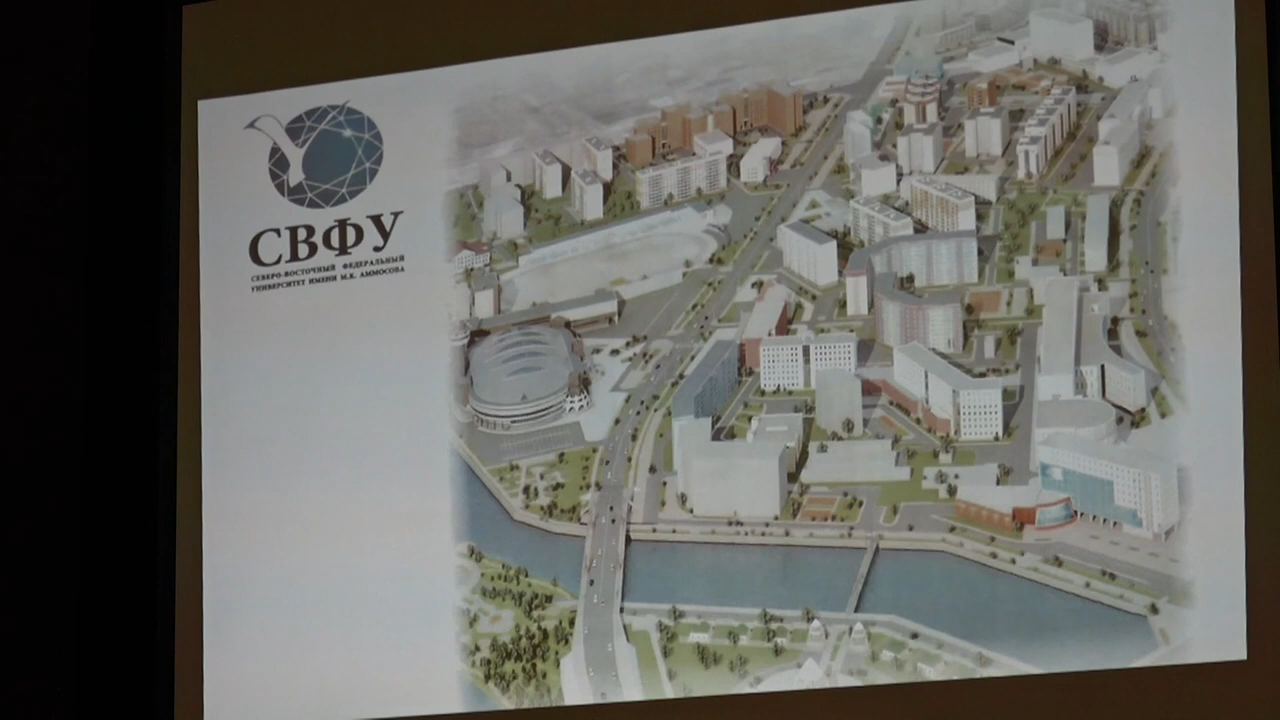 СВФУ
СЕВЕРО-ВОСТОЧНЫЙ ФЕДЕРАЛЬНЫЙ
УНИВЕРСИТЕТ ИМЕНИ М.К. АММОСОВА